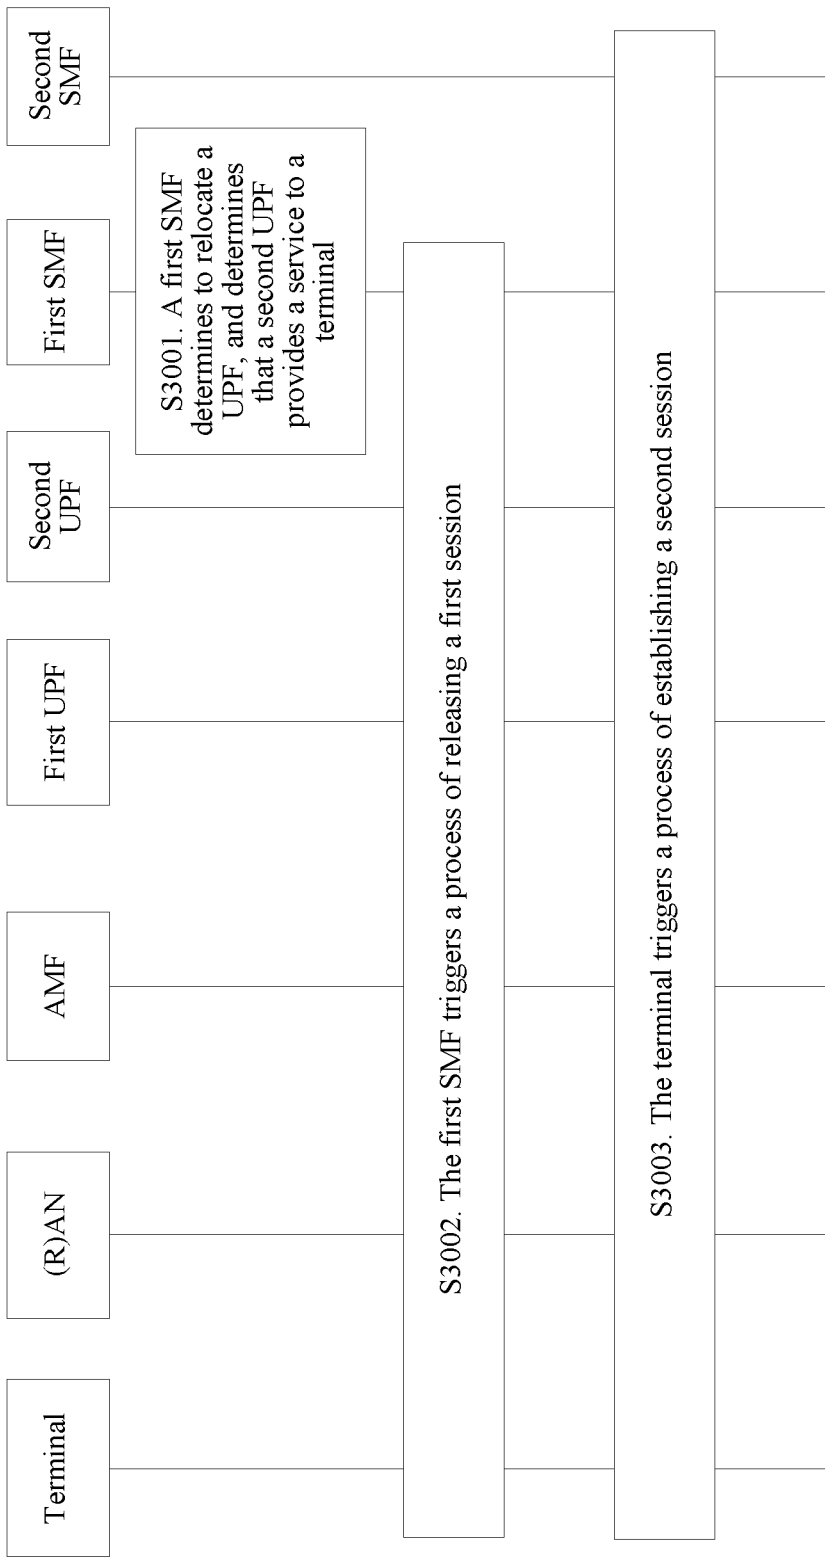 Terminal
(R)AN
AMF
First UPF
Second
UPF
First SMF
Second
SMF
S3001. A first SMF
determines to relocate a
UPF, and determines
that a second UPF
provides a service to a
terminal
S3002. The first SMF triggers a process of releasing a first session
S3003. The terminal triggers a process of establishing a second session